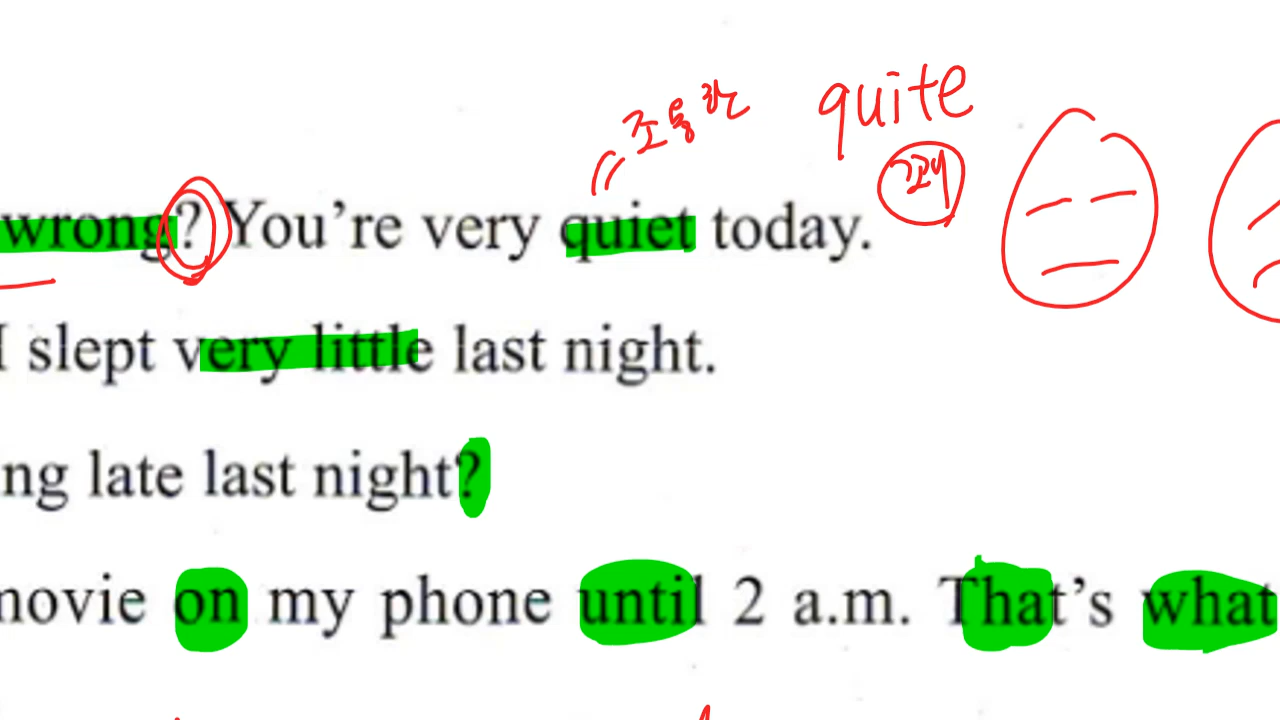 조용한 quite
꽤
wrong? You're very quiet today.
I slept very little last night.
ng late last night?
movie on my phone until 2 a.m. That's what